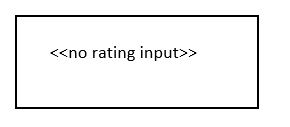 <<no rating input>>